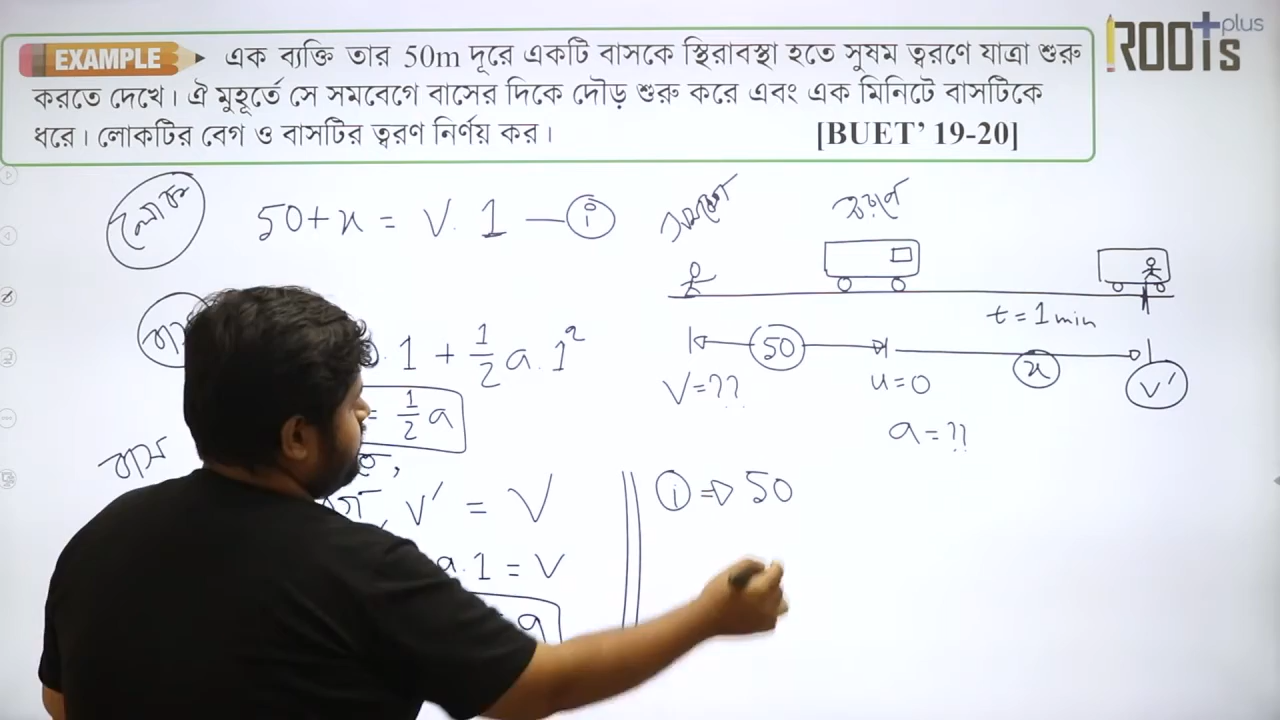 EXAMPLE এক ব্যক্তি তার 50m দূরে একটি বাসকে স্থিরাবস্থা হতে সুষম ত্বরণে যাত্রা শুরু
করতে দেখে। ঐ মুহূর্তে সে সমবেগে বাসের দিকে দৌড় শুরু করে এবং এক মিনিটে বাসটিকে
ধরে। লোকটির বেগ ও বাসটির ত্বরণ নির্ণয় কর। [BUET' 19-20]
ROOTs plus
লোক 50+x = V. 1 — i
সমবেগে ত্বরণে
t = 1 min
50 x
V = ?? u = 0 V'
a = ??
1 + 1/2 a. 1²
= 1/2 a
বাস
V' = V
a. 1 = V
a
i ⇒ 50